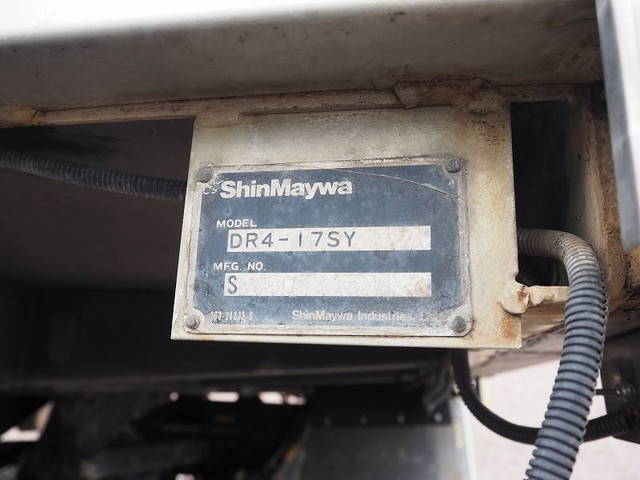 ShinMaywa
MODEL
DR4-17SY
MFG. NO.
S
ShinMaywa Industries,